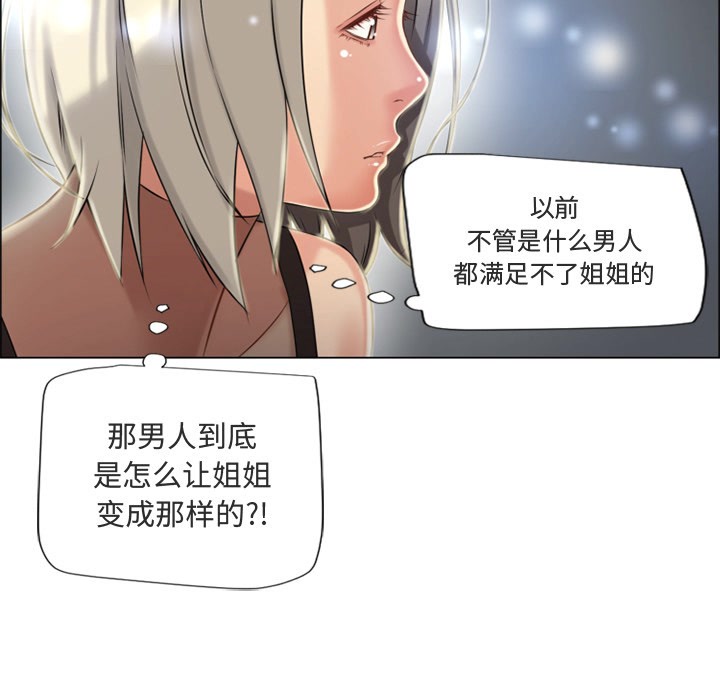 以前
不管是什么男人
都满足不了姐姐的
那男人到底
是怎么让姐姐
变成那样的?!